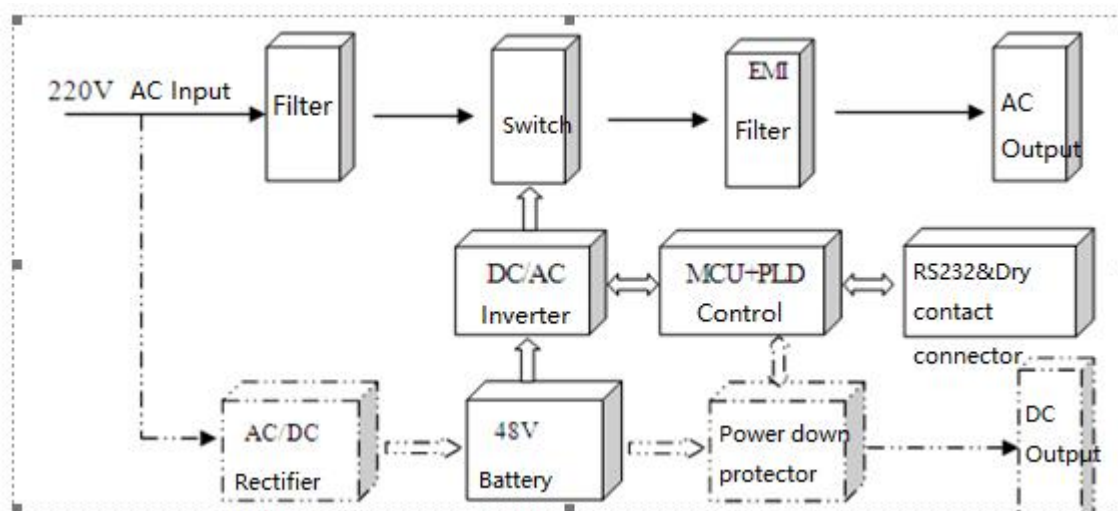 220V AC Input
Filter
Switch
EMI
Filter
AC
Output
DC/AC
Inverter
MCU+PLD
Control
RS232&Dry
contact
connector
AC/DC
Rectifier
48V
Battery
Power down
protector
DC
Output